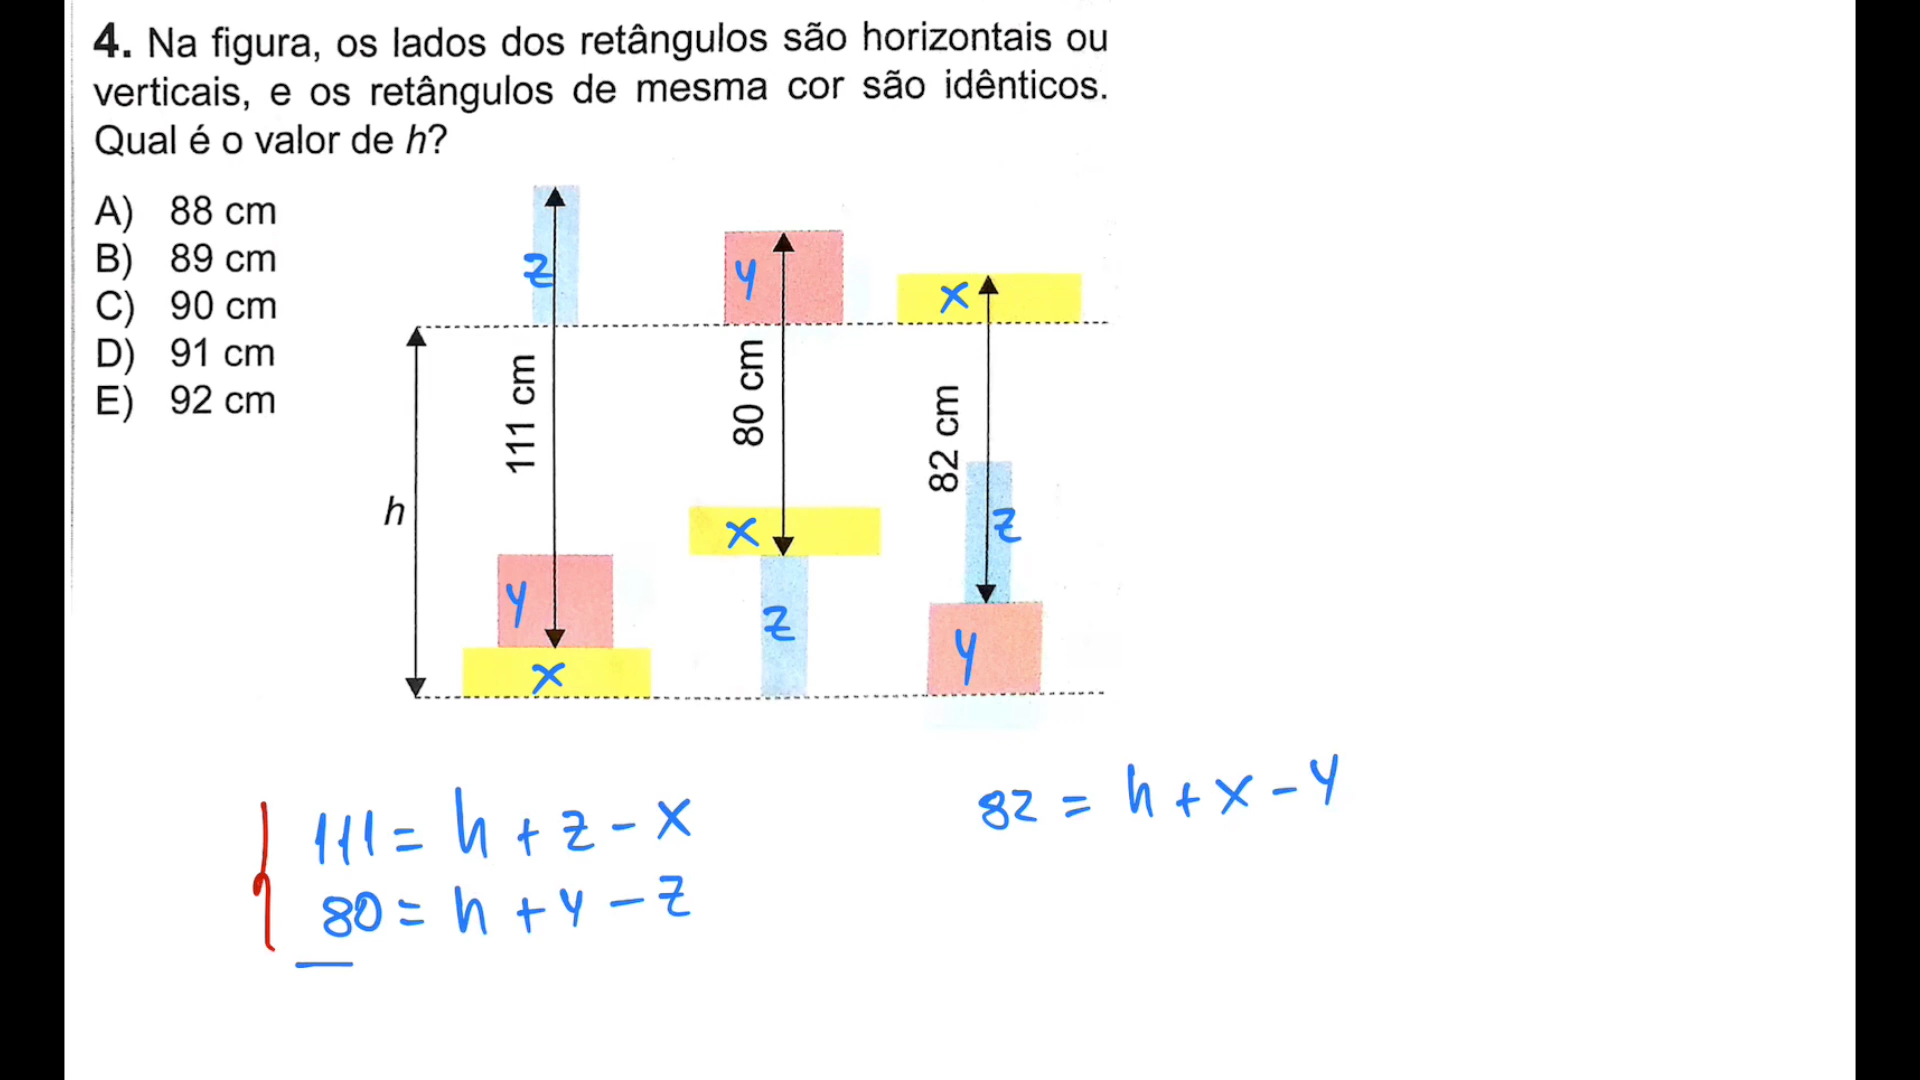 4. Na figura, os lados dos retângulos são horizontais ou
verticais, e os retângulos de mesma cor são idênticos.
Qual é o valor de h?
A) 88 cm
B) 89 cm
C) 90 cm
D) 91 cm
E) 92 cm
z
y
x
111 cm
80 cm
82 cm
h
x
z
y
z
y
x
111 = h + z - x
80 = h + y - z
82 = h + x - y